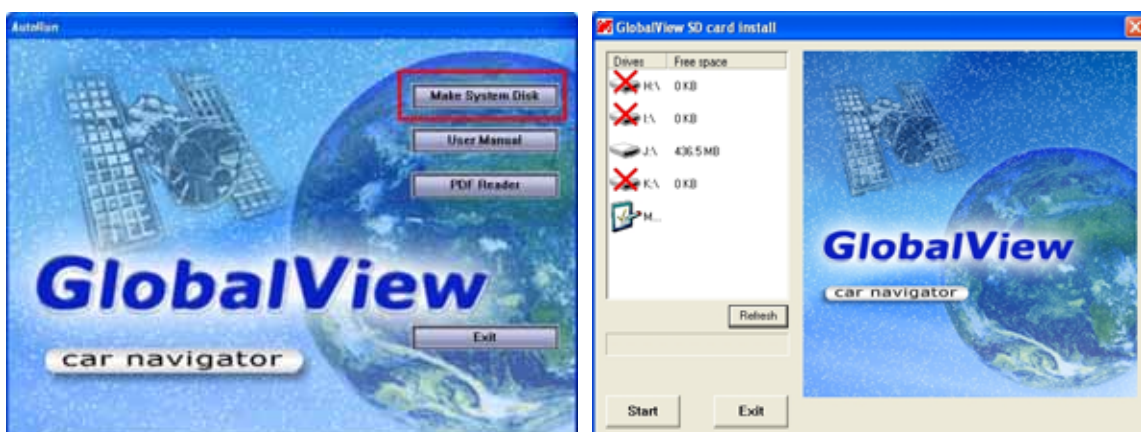 AutoRun
Make System Disk
User Manual
PDF Reader
GlobalView
Exit
car navigator
GlobalView SD card install
Drives Free space
H:\ 0 KB
I:\ 0 KB
J:\ 436.5 MB
K:\ 0 KB
M...
GlobalView
car navigator
Refresh
Start Exit